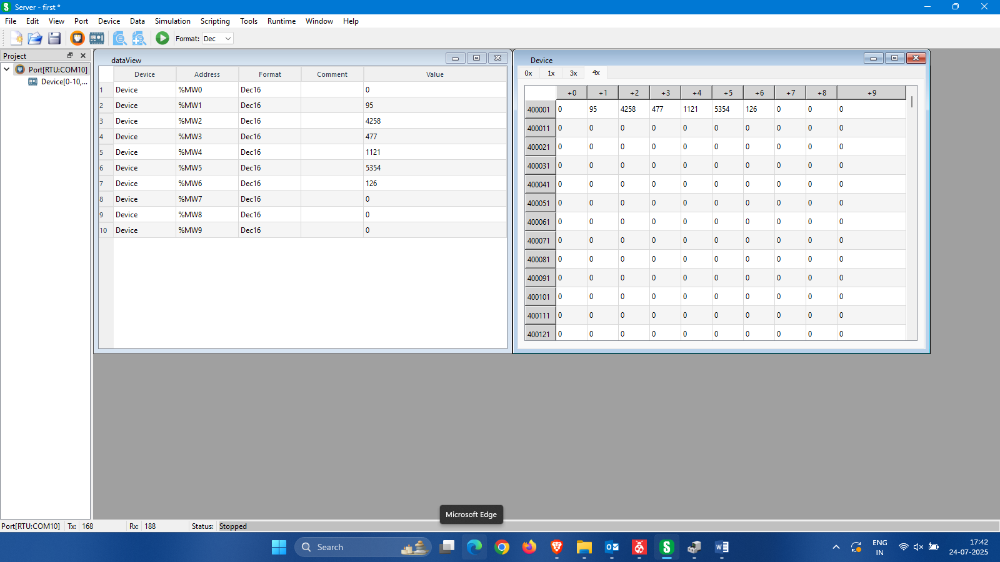 Server - first *
File Edit View Port Device Data Simulation Scripting Tools Runtime Window Help
Format: Dec
Project
Port[RTU:COM10]
Device[0-10,...
dataView
Device Address Format Comment Value
1 Device %MW0 Dec16 0
2 Device %MW1 Dec16 95
3 Device %MW2 Dec16 4258
4 Device %MW3 Dec16 477
5 Device %MW4 Dec16 1121
6 Device %MW5 Dec16 5354
7 Device %MW6 Dec16 126
8 Device %MW7 Dec16 0
9 Device %MW8 Dec16 0
10 Device %MW9 Dec16 0
Device
0x 1x 3x 4x
+0 +1 +2 +3 +4 +5 +6 +7 +8 +9
400001 0 95 4258 477 1121 5354 126 0 0 0
400011 0 0 0 0 0 0 0 0 0 0
400021 0 0 0 0 0 0 0 0 0 0
400031 0 0 0 0 0 0 0 0 0 0
400041 0 0 0 0 0 0 0 0 0 0
400051 0 0 0 0 0 0 0 0 0 0
400061 0 0 0 0 0 0 0 0 0 0
400071 0 0 0 0 0 0 0 0 0 0
400081 0 0 0 0 0 0 0 0 0 0
400091 0 0 0 0 0 0 0 0 0 0
400101 0 0 0 0 0 0 0 0 0 0
400111 0 0 0 0 0 0 0 0 0 0
400121 0 0 0 0 0 0 0 0 0 0
Microsoft Edge
Port[RTU:COM10] Tx: 168 Rx: 188 Status: Stopped
Search
ENG
IN
17:42
24-07-2025